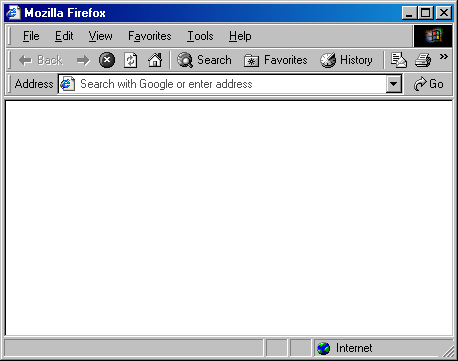 Mozilla Firefox
File Edit View Favorites Tools Help
Back Search Favorites History »
Address Search with Google or enter address Go
Internet